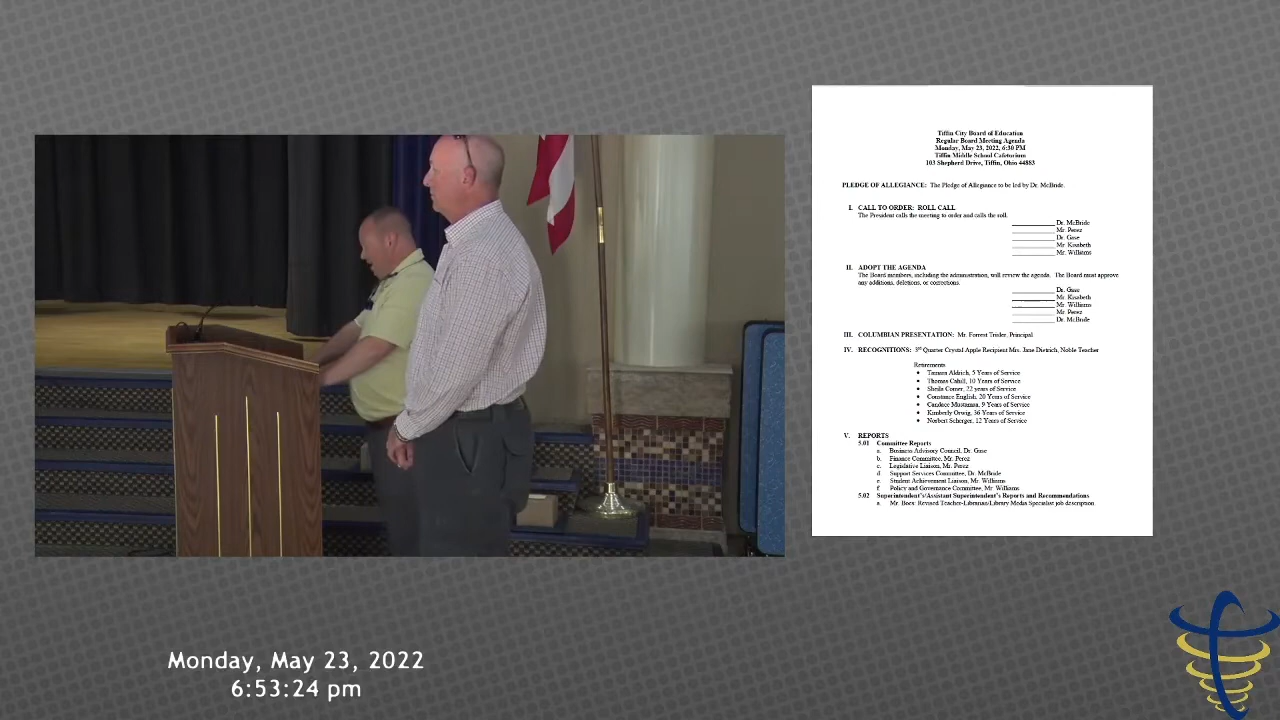 Tiffin City Board of Education
Regular Board Meeting Agenda
Monday, May 23, 2022, 6:30 PM
Tiffin Middle School Cafetorium
103 Shepherd Drive, Tiffin, Ohio 44883
PLEDGE OF ALLEGIANCE: The Pledge of Allegiance to be led by Dr. McBride.
I. CALL TO ORDER: ROLL CALL
The President calls the meeting to order and calls the roll.
Dr. McBride
Mr. Perez
Dr. Gase
Mr. Kisabeth
Mr. Williams
II. ADOPT THE AGENDA
The Board members, including the administration, will review the agenda. The Board must approve
any additions, deletions, or corrections.
Dr. Gase
Mr. Kisabeth
Mr. Williams
Mr. Perez
Dr. McBride
III. COLUMBIAN PRESENTATION: Mr. Forrest Trisler, Principal
IV. RECOGNITIONS: 3rd Quarter Crystal Apple Recipient Mrs. Jane Dietrich, Noble Teacher
Retirements
• Tamara Aldrich, 5 Years of Service
• Thomas Cahill, 10 Years of Service
• Sheila Comer, 22 years of Service
• Constance English, 20 Years of Service
• Candace Mustamaa, 9 Years of Service
• Kimberly Orwig, 36 Years of Service
• Norbert Scherger, 12 Years of Service
V. REPORTS
5.01 Committee Reports
a. Business Advisory Council, Dr. Gase
b. Finance Committee, Mr. Perez
c. Legislative Liaison, Mr. Perez
d. Support Services Committee, Dr. McBride
e. Student Achievement Liaison, Mr. Williams
f. Policy and Governance Committee, Mr. Williams
5.02 Superintendent's/Assistant Superintendent's Reports and Recommendations
a. Mr. Boes: Revised Teacher-Librarian/Library Media Specialist job description
Monday, May 23, 2022
6:53:24 pm